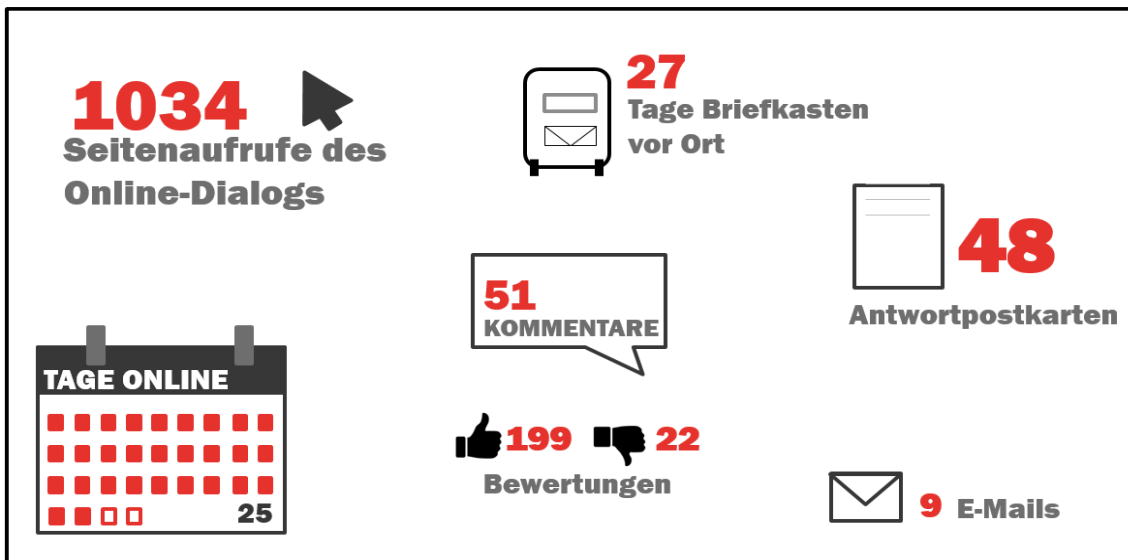 1034
Seitenaufrufe des
Online-Dialogs
27
Tage Briefkasten
vor Ort
48
Antwortpostkarten
51
KOMMENTARE
TAGE ONLINE
25
199 22
Bewertungen
9 E-Mails